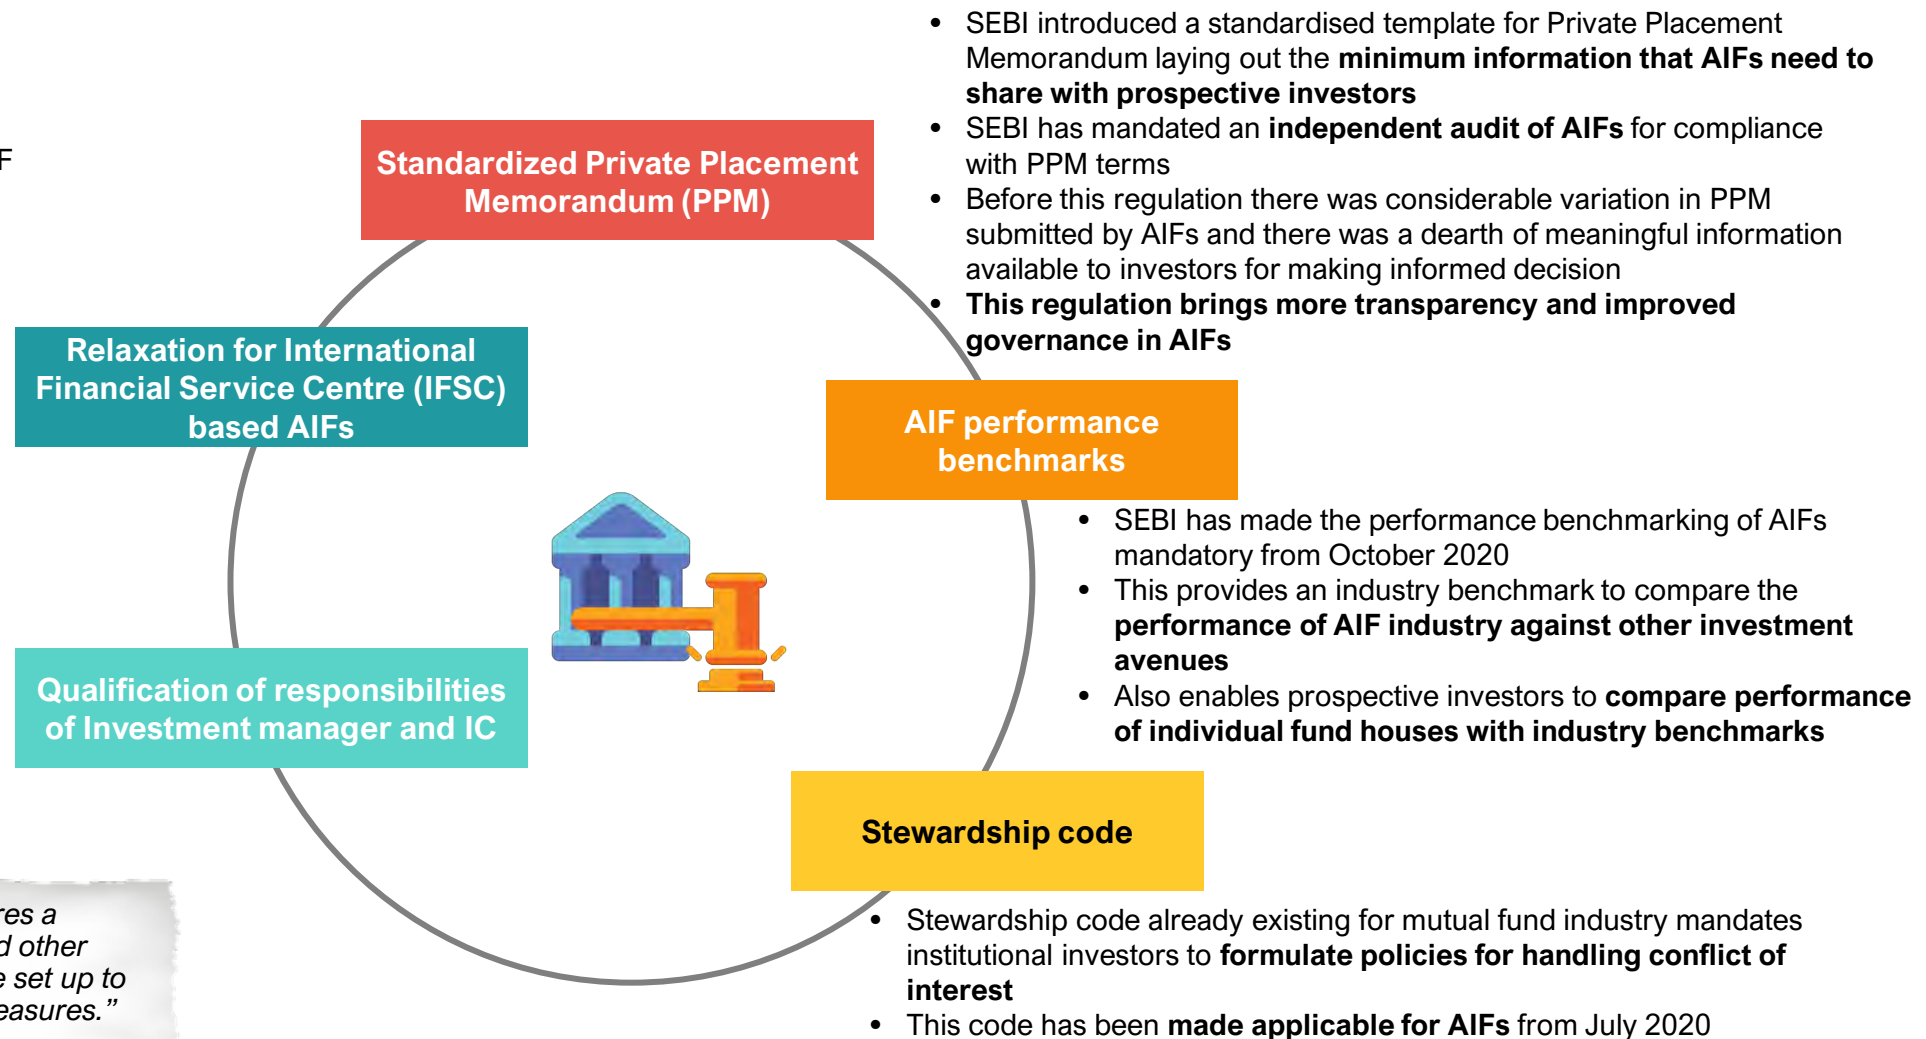 • SEBI introduced a standardised template for Private Placement
Memorandum laying out the minimum information that AIFs need to
share with prospective investors
• SEBI has mandated an independent audit of AIFs for compliance
with PPM terms
• Before this regulation there was considerable variation in PPM
submitted by AIFs and there was a dearth of meaningful information
available to investors for making informed decision
• This regulation brings more transparency and improved
governance in AIFs
F
Standardized Private Placement
Memorandum (PPM)
Relaxation for International
Financial Service Centre (IFSC)
based AIFs
AIF performance
benchmarks
• SEBI has made the performance benchmarking of AIFs
mandatory from October 2020
• This provides an industry benchmark to compare the
performance of AIF industry against other investment
avenues
• Also enables prospective investors to compare performance
of individual fund houses with industry benchmarks
Qualification of responsibilities
of Investment manager and IC
Stewardship code
• Stewardship code already existing for mutual fund industry mandates
institutional investors to formulate policies for handling conflict of
interest
• This code has been made applicable for AIFs from July 2020
res a
d other
e set up to
easures.”